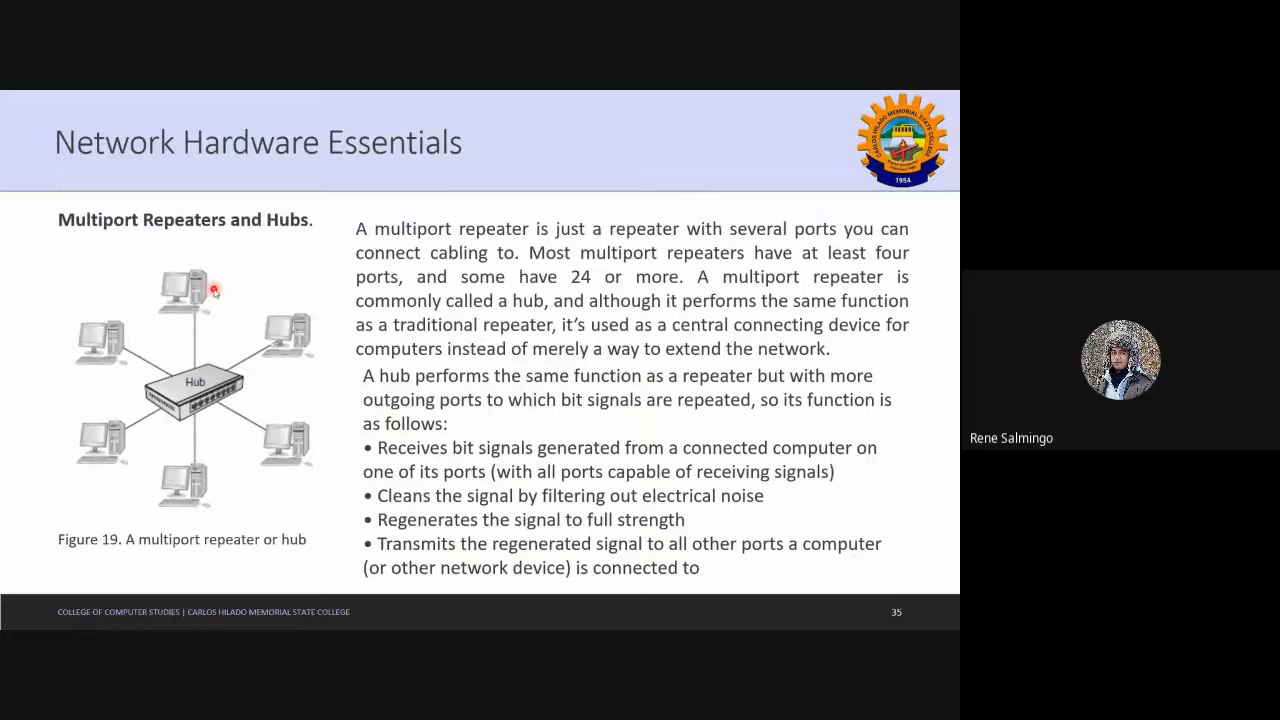 Network Hardware Essentials
CARLOS HILADO MEMORIAL STATE COLLEGE
1954
Multiport Repeaters and Hubs.
Hub
Figure 19. A multiport repeater or hub
A multiport repeater is just a repeater with several ports you can
connect cabling to. Most multiport repeaters have at least four
ports, and some have 24 or more. A multiport repeater is
commonly called a hub, and although it performs the same function
as a traditional repeater, it’s used as a central connecting device for
computers instead of merely a way to extend the network.
A hub performs the same function as a repeater but with more
outgoing ports to which bit signals are repeated, so its function is
as follows:
• Receives bit signals generated from a connected computer on
one of its ports (with all ports capable of receiving signals)
• Cleans the signal by filtering out electrical noise
• Regenerates the signal to full strength
• Transmits the regenerated signal to all other ports a computer
(or other network device) is connected to
COLLEGE OF COMPUTER STUDIES | CARLOS HILADO MEMORIAL STATE COLLEGE
35
Rene Salmingo